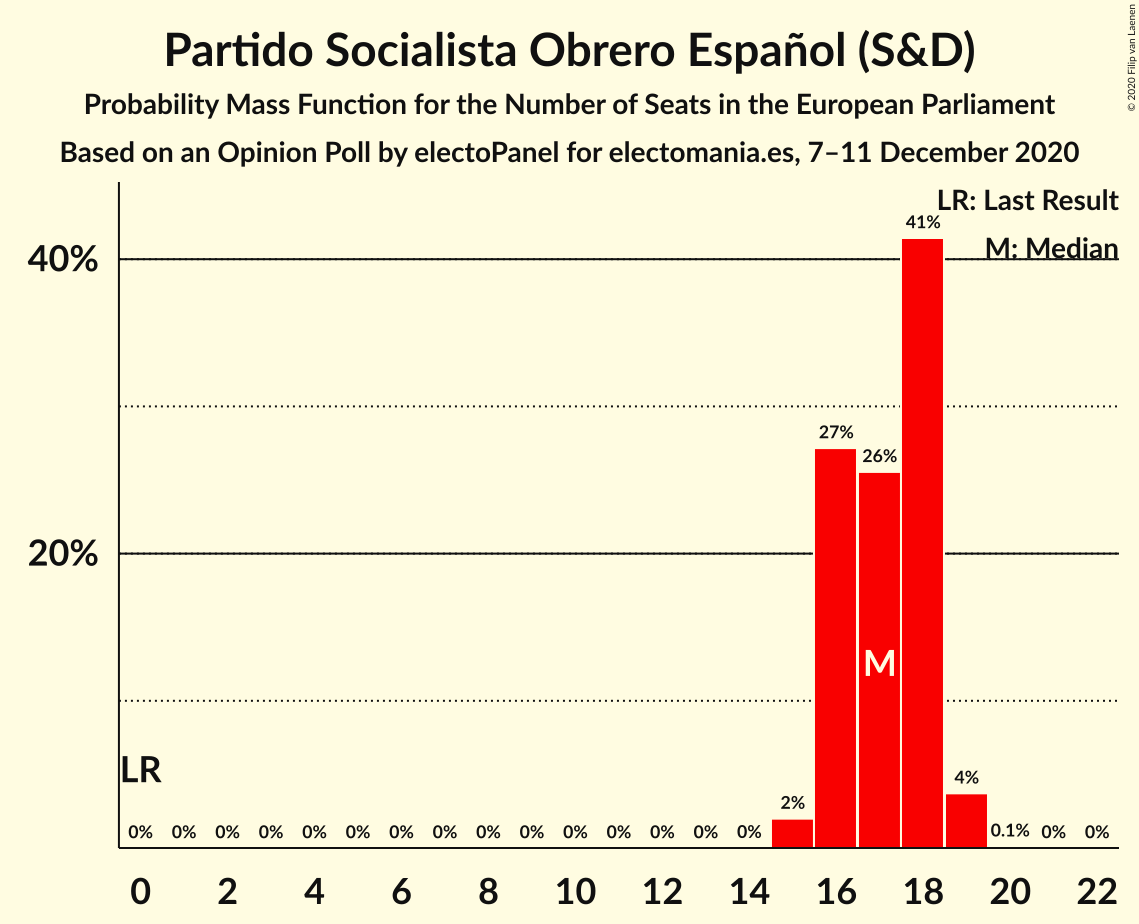 Partido Socialista Obrero Español (S&D)
Probability Mass Function for the Number of Seats in the European Parliament
Based on an Opinion Poll by electoPanel for electomania.es, 7–11 December 2020
© 2020 Filip van Laenen
LR: Last Result
M: Median
40%
20%
41%
27%
26%
M
LR
4%
2%
0% 0% 0% 0% 0% 0% 0% 0% 0% 0% 0% 0% 0% 0% 0% 0.1% 0% 0%
0 2 4 6 8 10 12 14 16 18 20 22